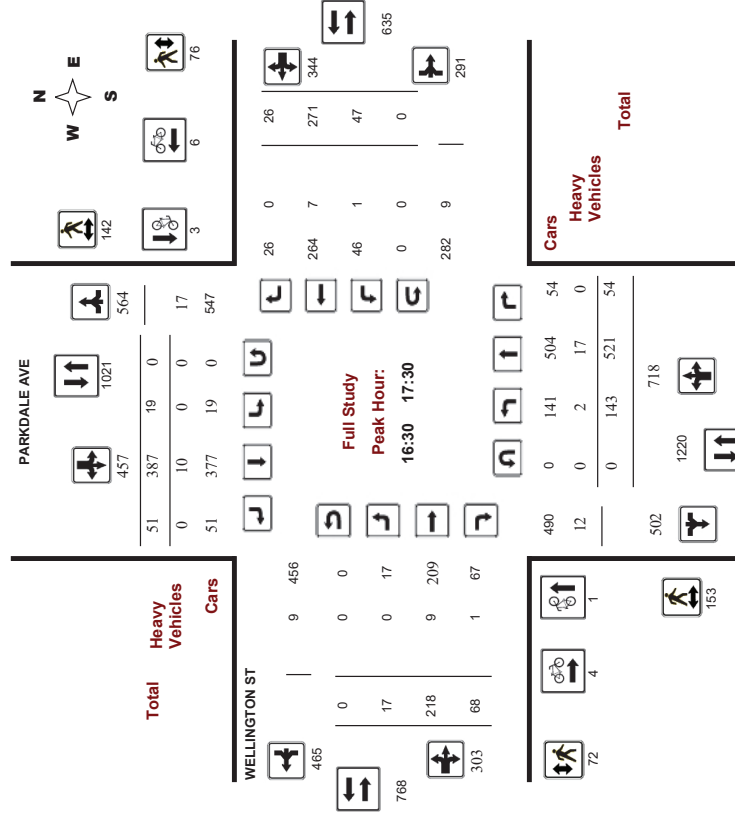 PARKDALE AVE
N
W E
S
457 1021 564 142 76
51 387 19 0
0 10 0 0 17 3 6
51 377 19 0 547
Total
Heavy
Vehicles
Cars
WELLINGTON ST
9 456
0 0 0
17 0 17
218 9 209
68 1 67
465
768
303
Full Study
Peak Hour:
16:30 17:30
26 0 26
264 7 271
46 1 47
0 0 0
282 9
344
635
291
490 0 141 504 54
12 0 2 17 0
0 143 521 54
502 1220 718
Cars
Heavy
Vehicles
Total
72 4 1
153